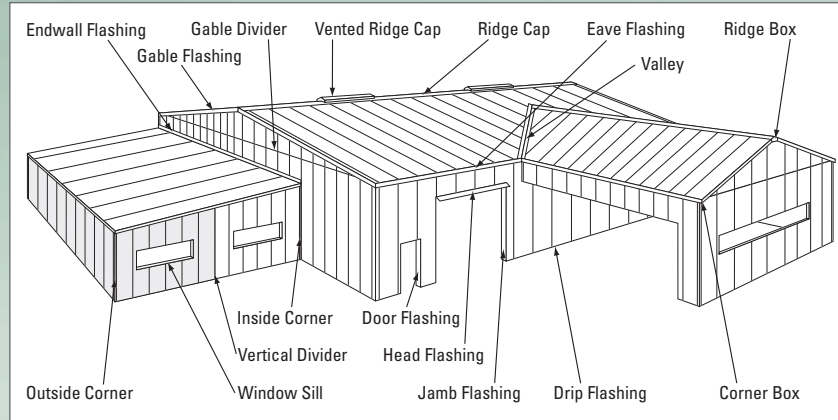 Endwall Flashing
Gable Divider
Vented Ridge Cap
Ridge Cap
Eave Flashing
Ridge Box
Gable Flashing
Valley
Inside Corner
Door Flashing
Vertical Divider
Head Flashing
Outside Corner
Window Sill
Jamb Flashing
Drip Flashing
Corner Box